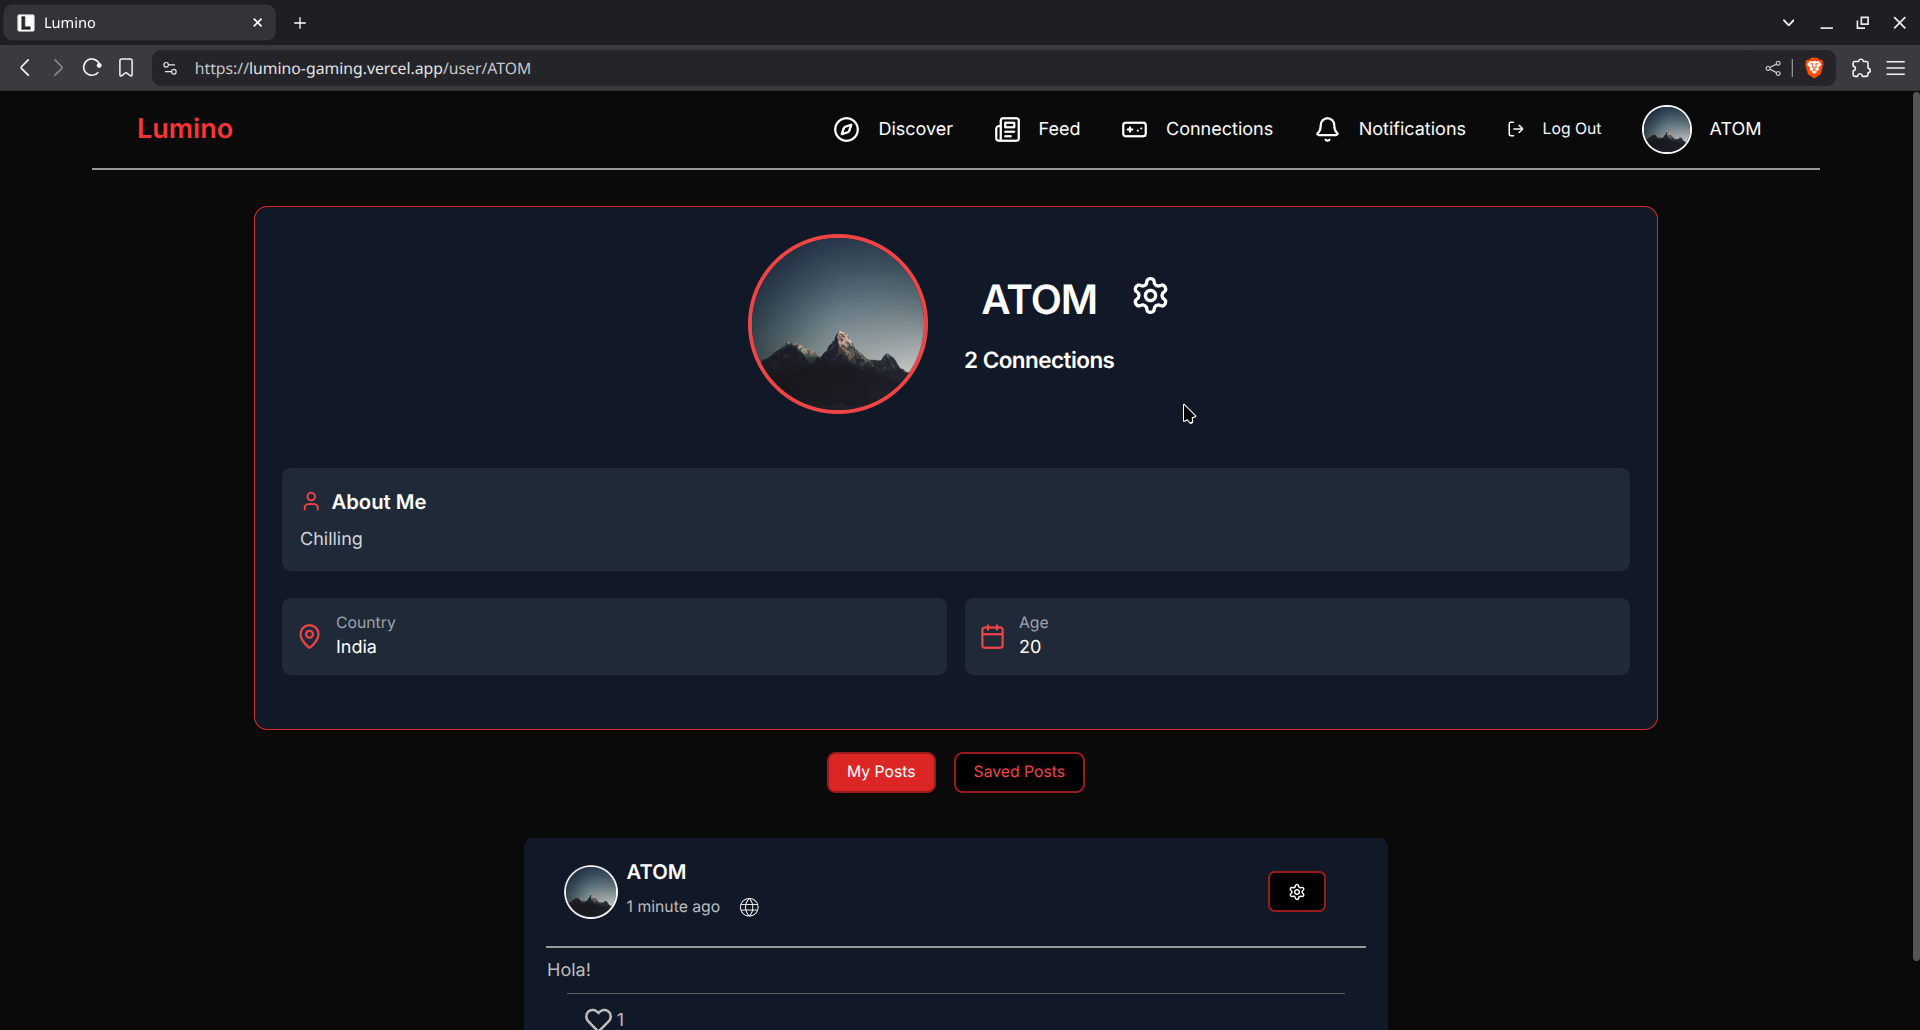 Lumino
https://lumino-gaming.vercel.app/user/ATOM
Lumino
Discover
Feed
Connections
Notifications
Log Out
ATOM
ATOM
2 Connections
About Me
Chilling
Country
India
Age
20
My Posts
Saved Posts
ATOM
1 minute ago
Hola!
1